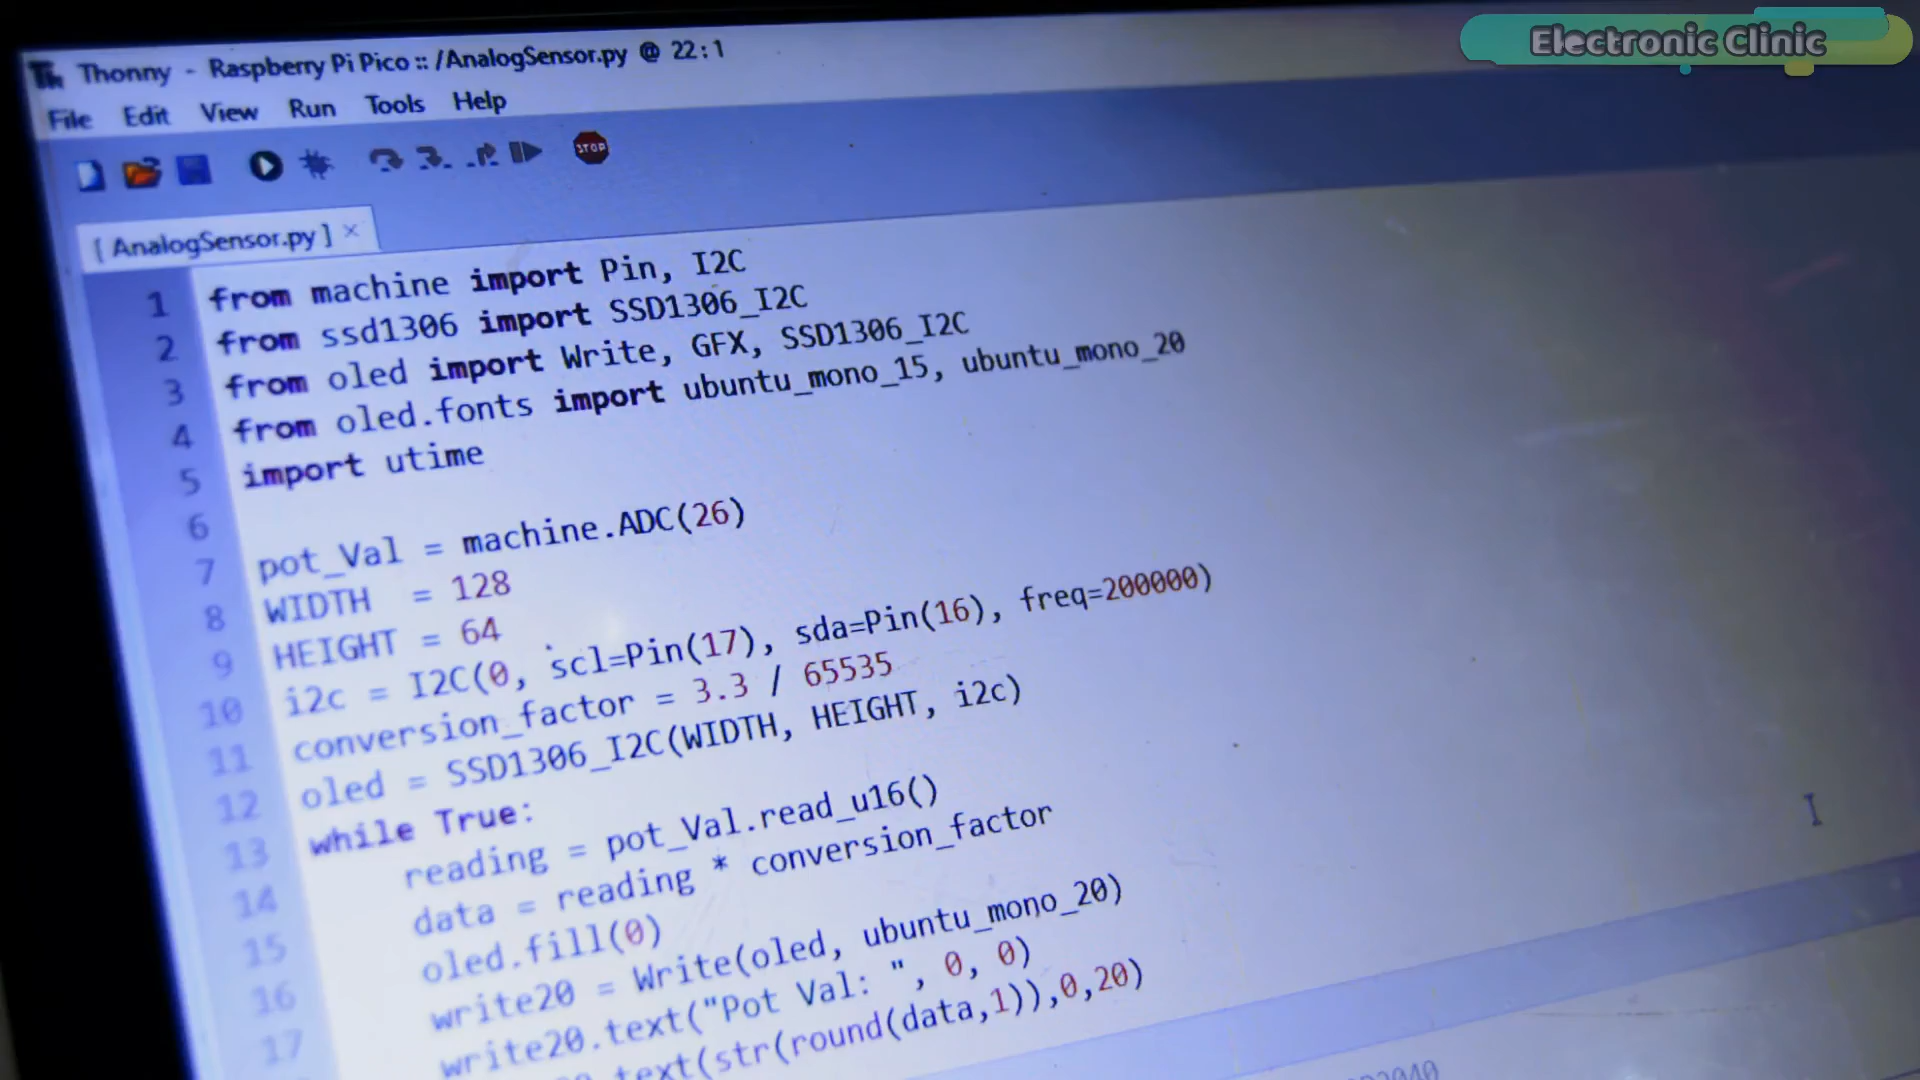 Electronic Clinic
Thonny - Raspberry Pi Pico :: /AnalogSensor.py @ 22:1
File Edit View Run Tools Help
STOP
[ AnalogSensor.py ] ×
1 from machine import Pin, I2C
2 from ssd1306 import SSD1306_I2C
3 from oled import Write, GFX, SSD1306_I2C
4 from oled.fonts import ubuntu_mono_15, ubuntu_mono_20
5 import utime
6
7 pot_Val = machine.ADC(26)
8 WIDTH  = 128
9 HEIGHT = 64
10 i2c = I2C(0, scl=Pin(17), sda=Pin(16), freq=200000)
11 conversion_factor = 3.3 / 65535
12 oled = SSD1306_I2C(WIDTH, HEIGHT, i2c)
13 while True:
14     reading = pot_Val.read_u16()
15     data = reading * conversion_factor
16     oled.fill(0)
17     write20 = Write(oled, ubuntu_mono_20)
write20.text("Pot Val: ", 0, 0)
text(str(round(data,1)),0,20)